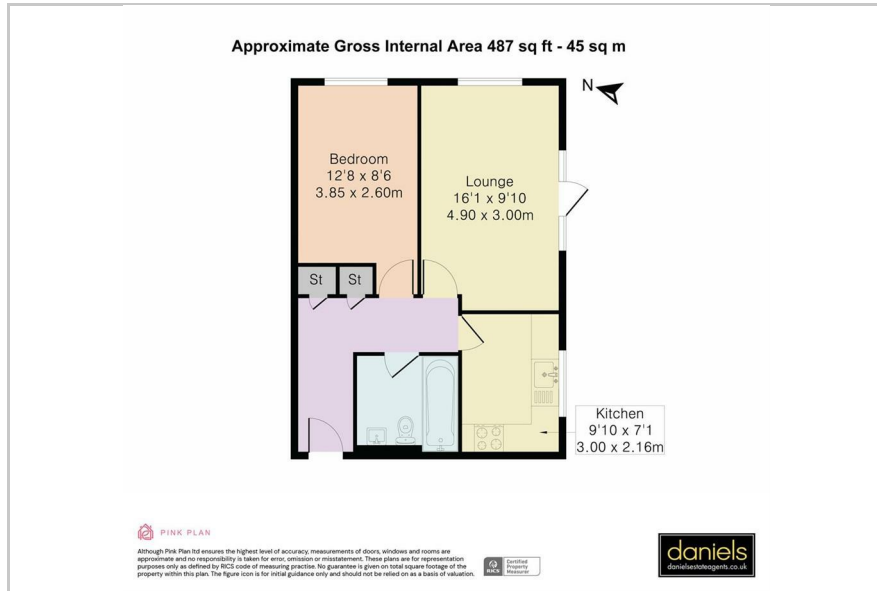 Approximate Gross Internal Area 487 sq ft - 45 sq m
N
Bedroom
12'8 x 8'6
3.85 x 2.60m
Lounge
16'1 x 9'10
4.90 x 3.00m
St
St
Kitchen
9'10 x 7'1
3.00 x 2.16m
PINK PLAN
Although Pink Plan ltd ensures the highest level of accuracy, measurements of doors, windows and rooms are
approximate and no responsibility is taken for error, omission or misstatement. These plans are for representation
purposes only as defined by RICS code of measuring practise. No guarantee is given on total square footage of the
property within this plan. The figure icon is for initial guidance only and should not be relied on as a basis of valuation.
RICS
Certified
Property
Measurer
daniels
danielsestateagents.co.uk